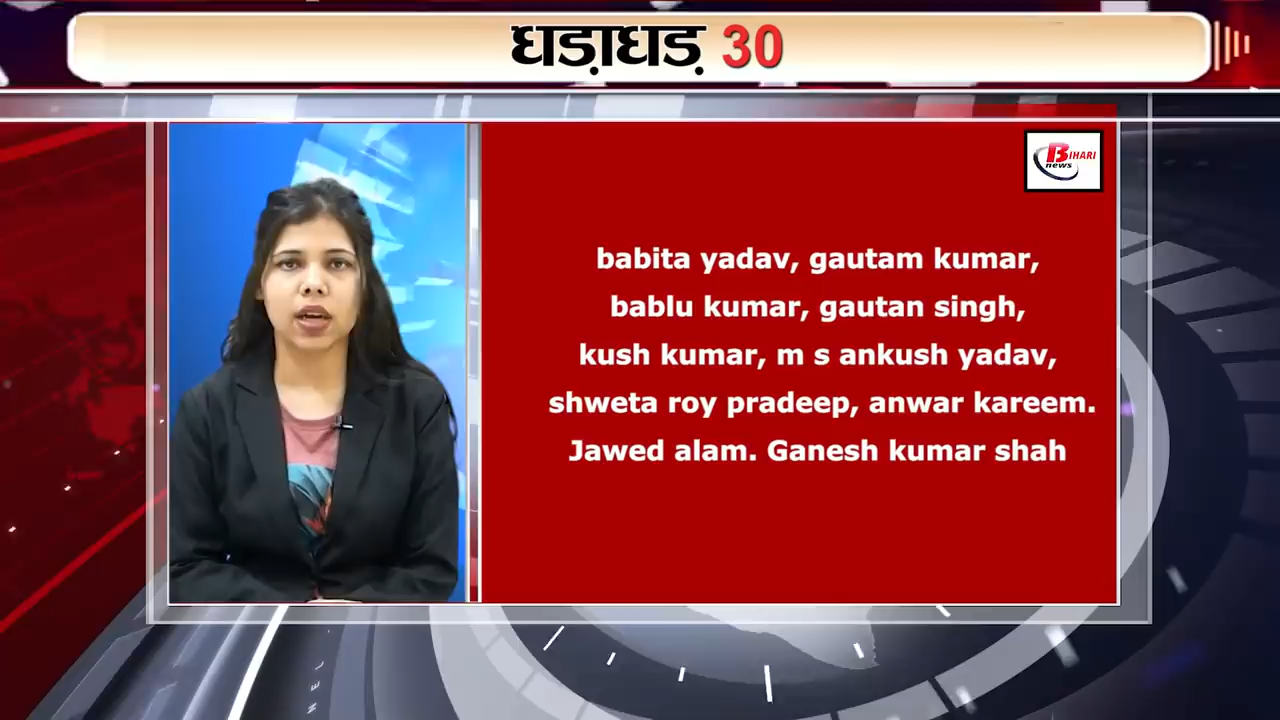 धड़ाधड़ 30
BIHARI
news
babita yadav, gautam kumar,
bablu kumar, gautan singh,
kush kumar, m s ankush yadav,
shweta roy pradeep, anwar kareem.
Jawed alam. Ganesh kumar shah